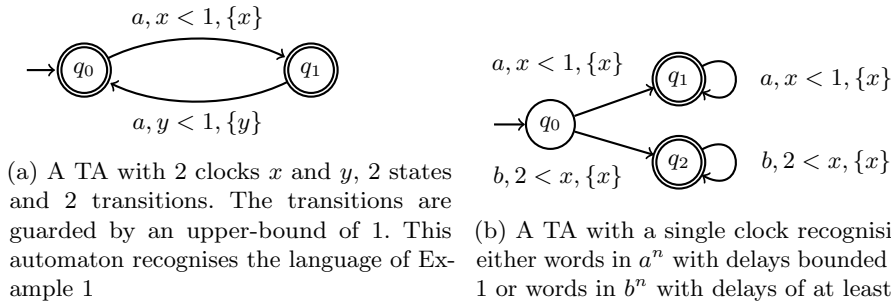 a, x < 1, {x}
q0
q1
a, y < 1, {y}
(a) A TA with 2 clocks x and y, 2 states
and 2 transitions. The transitions are
guarded by an upper-bound of 1. This
automaton recognises the language of Ex-
ample 1
a, x < 1, {x}
q1
a, x < 1, {x}
q0
b, 2 < x, {x}
q2
b, 2 < x, {x}
(b) A TA with a single clock recognisi
either words in a^n with delays bounded
1 or words in b^n with delays of at least